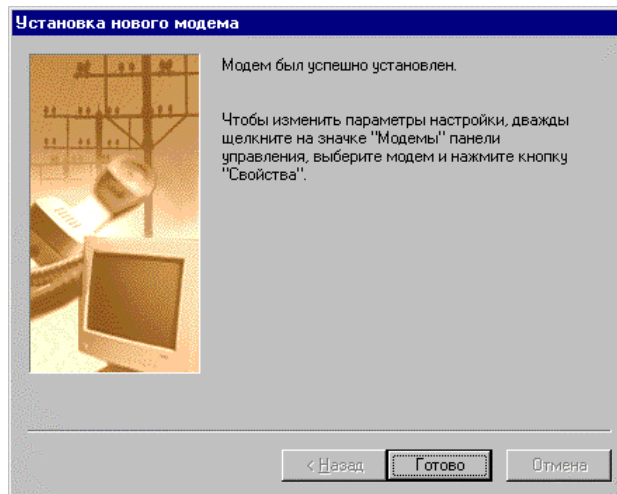 Установка нового модема
Модем был успешно установлен.
Чтобы изменить параметры настройки, дважды
щелкните на значке "Модемы" панели
управления, выберите модем и нажмите кнопку
"Свойства".
< Назад
Готово
Отмена